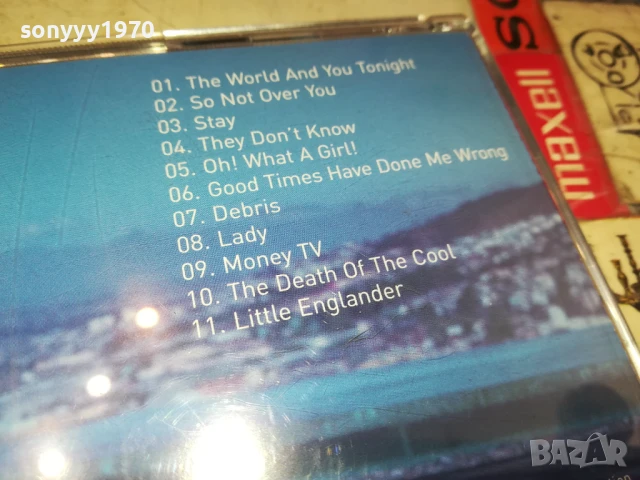 sonyyy1970
01. The World And You Tonight
02. So Not Over You
03. Stay
04. They Don't Know
05. Oh! What A Girl!
06. Good Times Have Done Me Wrong
07. Debris
08. Lady
09. Money TV
10. The Death Of The Cool
11. Little Englander
maxell
BAZAR